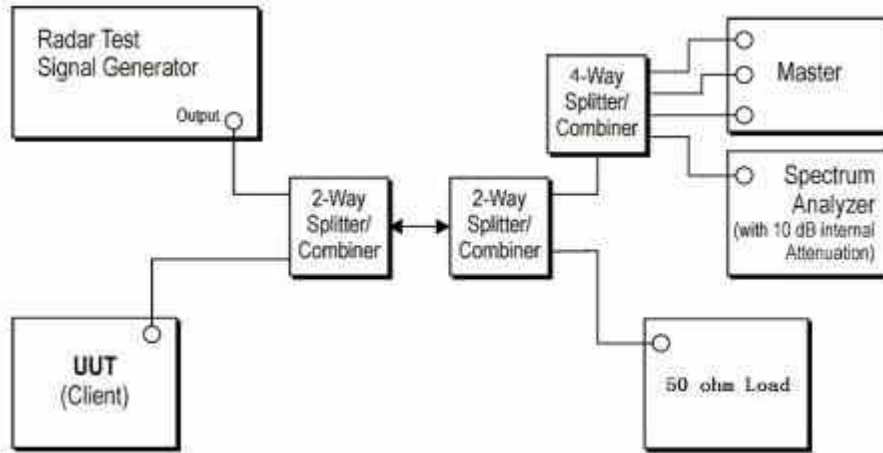 Radar Test
Signal Generator
Output
4-Way
Splitter/
Combiner
Master
Spectrum
Analyzer
(with 10 dB internal
Attenuation)
2-Way
Splitter/
Combiner
2-Way
Splitter/
Combiner
UUT
(Client)
50 ohm Load